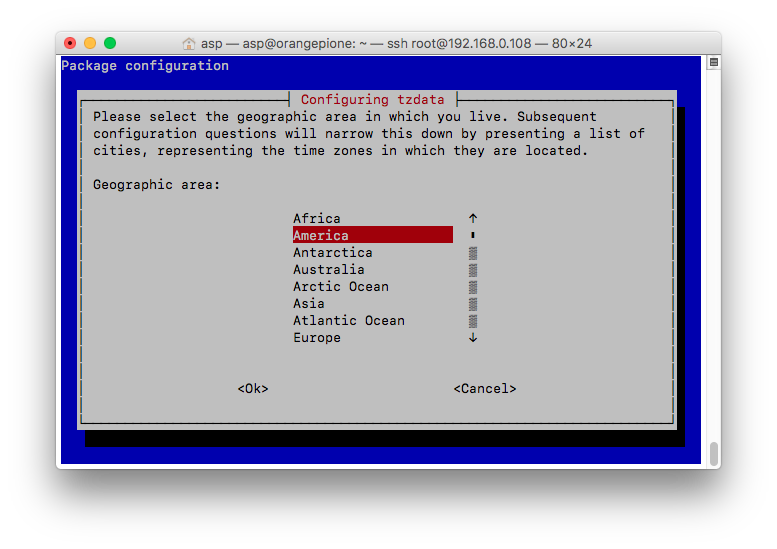 asp — asp@orangepione: ~ — ssh root@192.168.0.108 — 80×24
Package configuration
Configuring tzdata
Please select the geographic area in which you live. Subsequent
configuration questions will narrow this down by presenting a list of
cities, representing the time zones in which they are located.
Geographic area:
Africa
America
Antarctica
Australia
Arctic Ocean
Asia
Atlantic Ocean
Europe
<Ok> <Cancel>